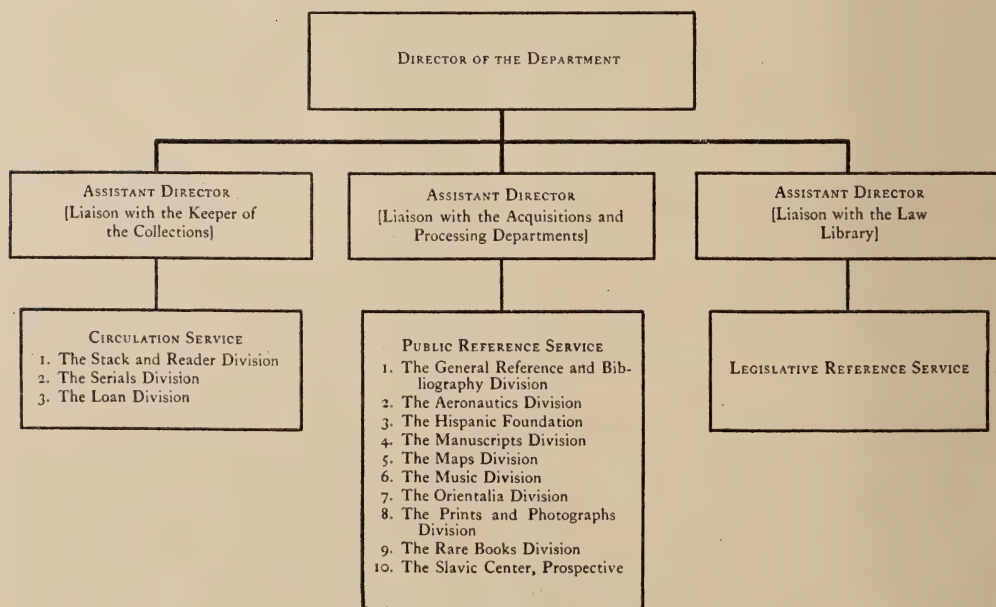 DIRECTOR OF THE DEPARTMENT
ASSISTANT DIRECTOR
[Liaison with the Keeper of
the Collections]
ASSISTANT DIRECTOR
[Liaison with the Acquisitions and
Processing Departments]
ASSISTANT DIRECTOR
[Liaison with the Law
Library]
CIRCULATION SERVICE
1. The Stack and Reader Division
2. The Serials Division
3. The Loan Division
PUBLIC REFERENCE SERVICE
1. The General Reference and Bib-
liography Division
2. The Aeronautics Division
3. The Hispanic Foundation
4. The Manuscripts Division
5. The Maps Division
6. The Music Division
7. The Orientalia Division
8. The Prints and Photographs
Division
9. The Rare Books Division
10. The Slavic Center, Prospective
LEGISLATIVE REFERENCE SERVICE